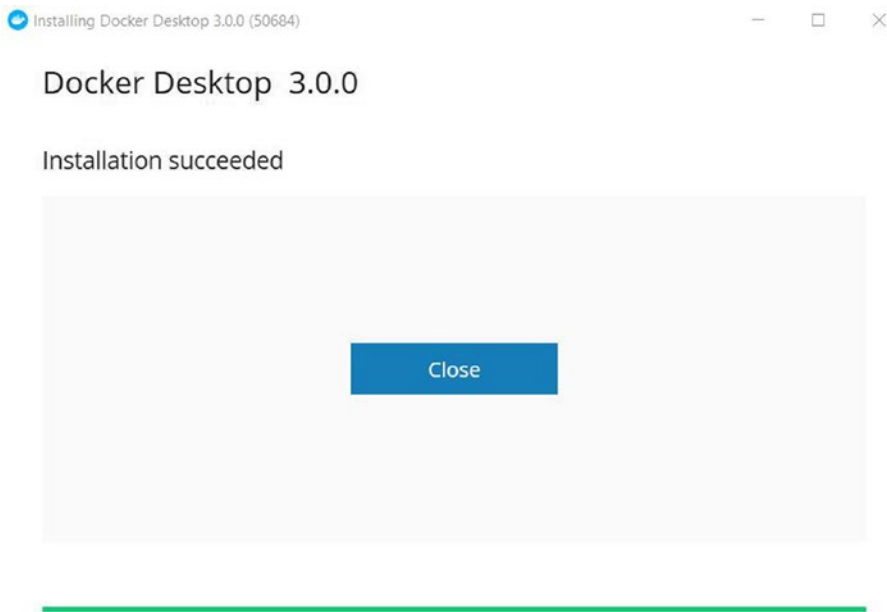 Installing Docker Desktop 3.0.0 (50684)
Docker Desktop 3.0.0
Installation succeeded
Close